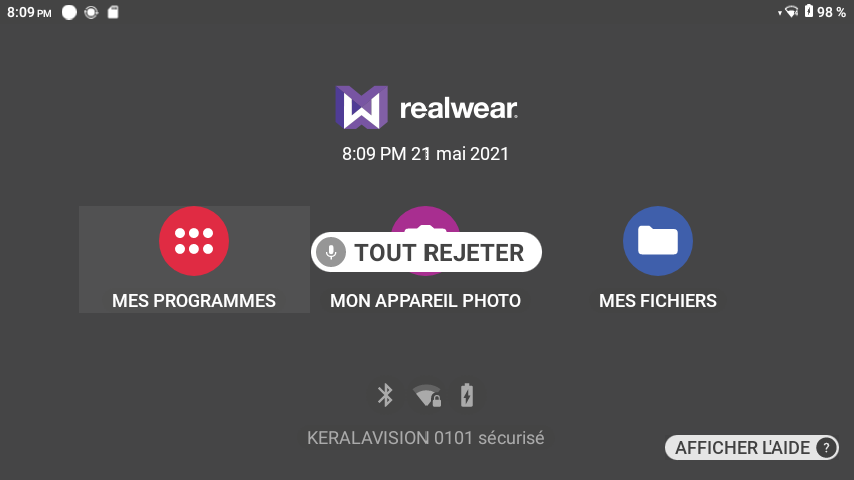 8:09 PM
98 %
realwear
8:09 PM 21 mai 2021
TOUT REJETER
MES PROGRAMMES
MON APPAREIL PHOTO
MES FICHIERS
KERALAVISION 0101 sécurisé
AFFICHER L'AIDE ?